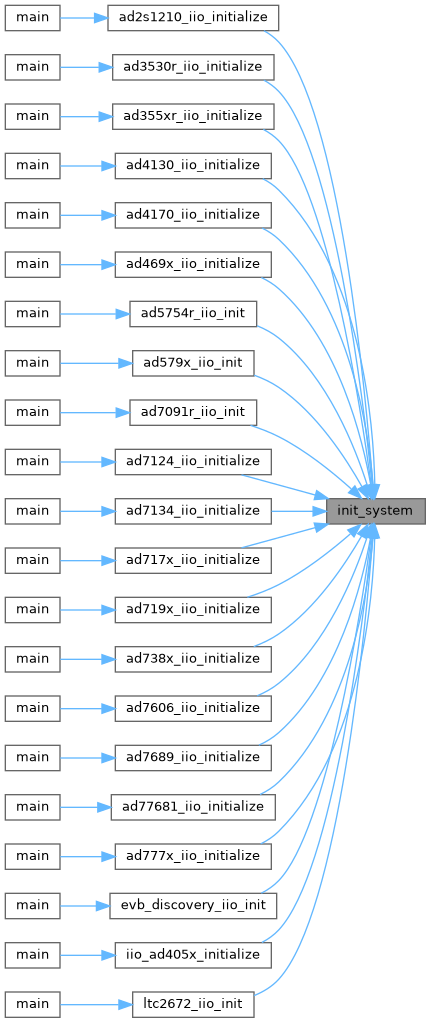 main
ad2s1210_iio_initialize
main
ad3530r_iio_initialize
main
ad355xr_iio_initialize
main
ad4130_iio_initialize
main
ad4170_iio_initialize
main
ad469x_iio_initialize
main
ad5754r_iio_init
main
ad579x_iio_init
main
ad7091r_iio_init
main
ad7124_iio_initialize
main
ad7134_iio_initialize
init_system
main
ad717x_iio_initialize
main
ad719x_iio_initialize
main
ad738x_iio_initialize
main
ad7606_iio_initialize
main
ad7689_iio_initialize
main
ad77681_iio_initialize
main
ad777x_iio_initialize
main
evb_discovery_iio_init
main
iio_ad405x_initialize
main
ltc2672_iio_init